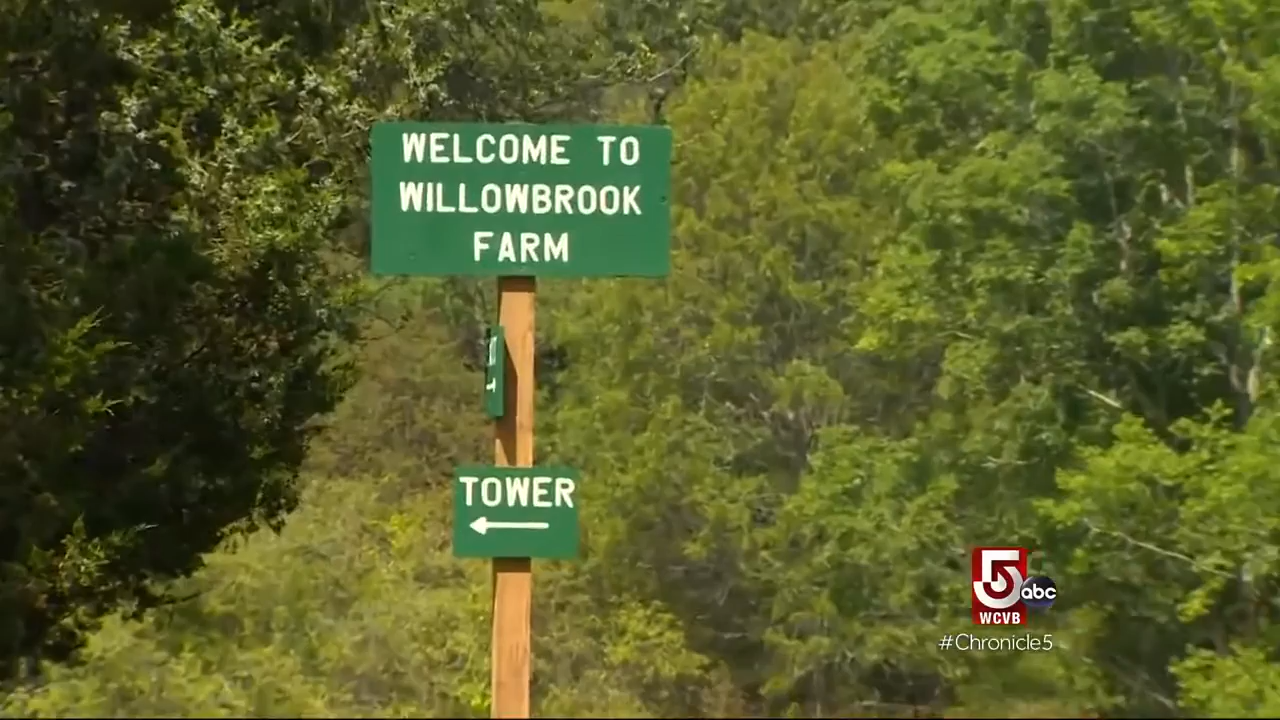 WELCOME TO
WILLOWBROOK
FARM
TOWER
5 abc
WCVB
#Chronicle5